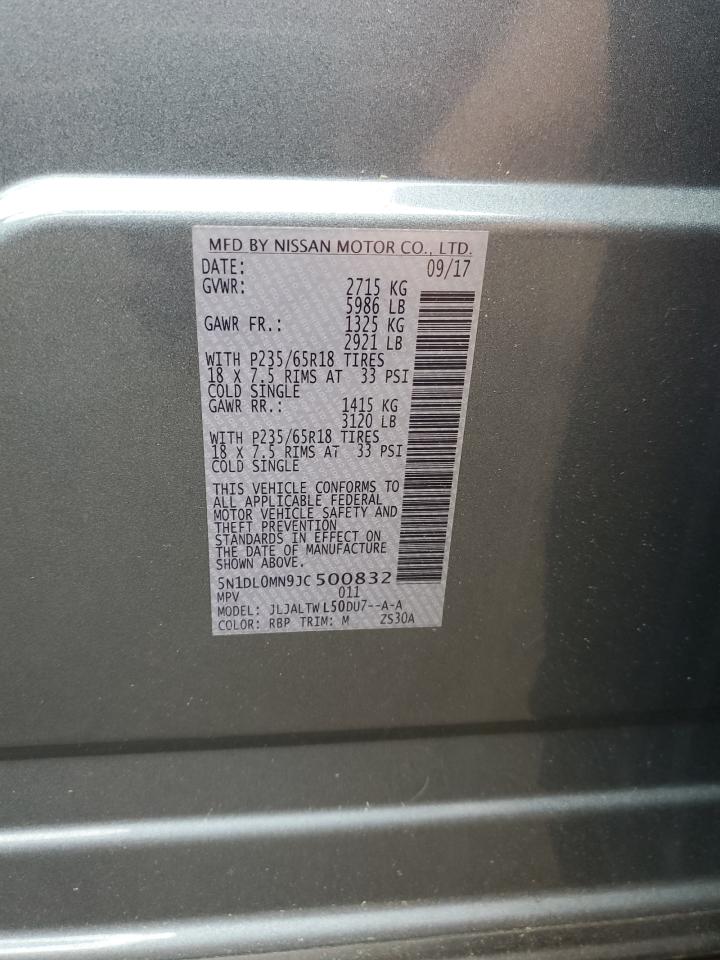 MFD BY NISSAN MOTOR CO., LTD.
DATE: 09/17
GVWR: 2715 KG
5986 LB
GAWR FR.: 1325 KG
2921 LB
WITH P235/65R18 TIRES
18 X 7.5 RIMS AT 33 PSI
COLD SINGLE
GAWR RR.: 1415 KG
3120 LB
WITH P235/65R18 TIRES
18 X 7.5 RIMS AT 33 PSI
COLD SINGLE
THIS VEHICLE CONFORMS TO
ALL APPLICABLE FEDERAL
MOTOR VEHICLE SAFETY AND
THEFT PREVENTION
STANDARDS IN EFFECT ON
THE DATE OF MANUFACTURE
SHOWN ABOVE.
5N1DL0MN9JC500832
MPV 011
MODEL: JLJALTWL50DU7--A-A
COLOR: RBP TRIM: M ZS30A